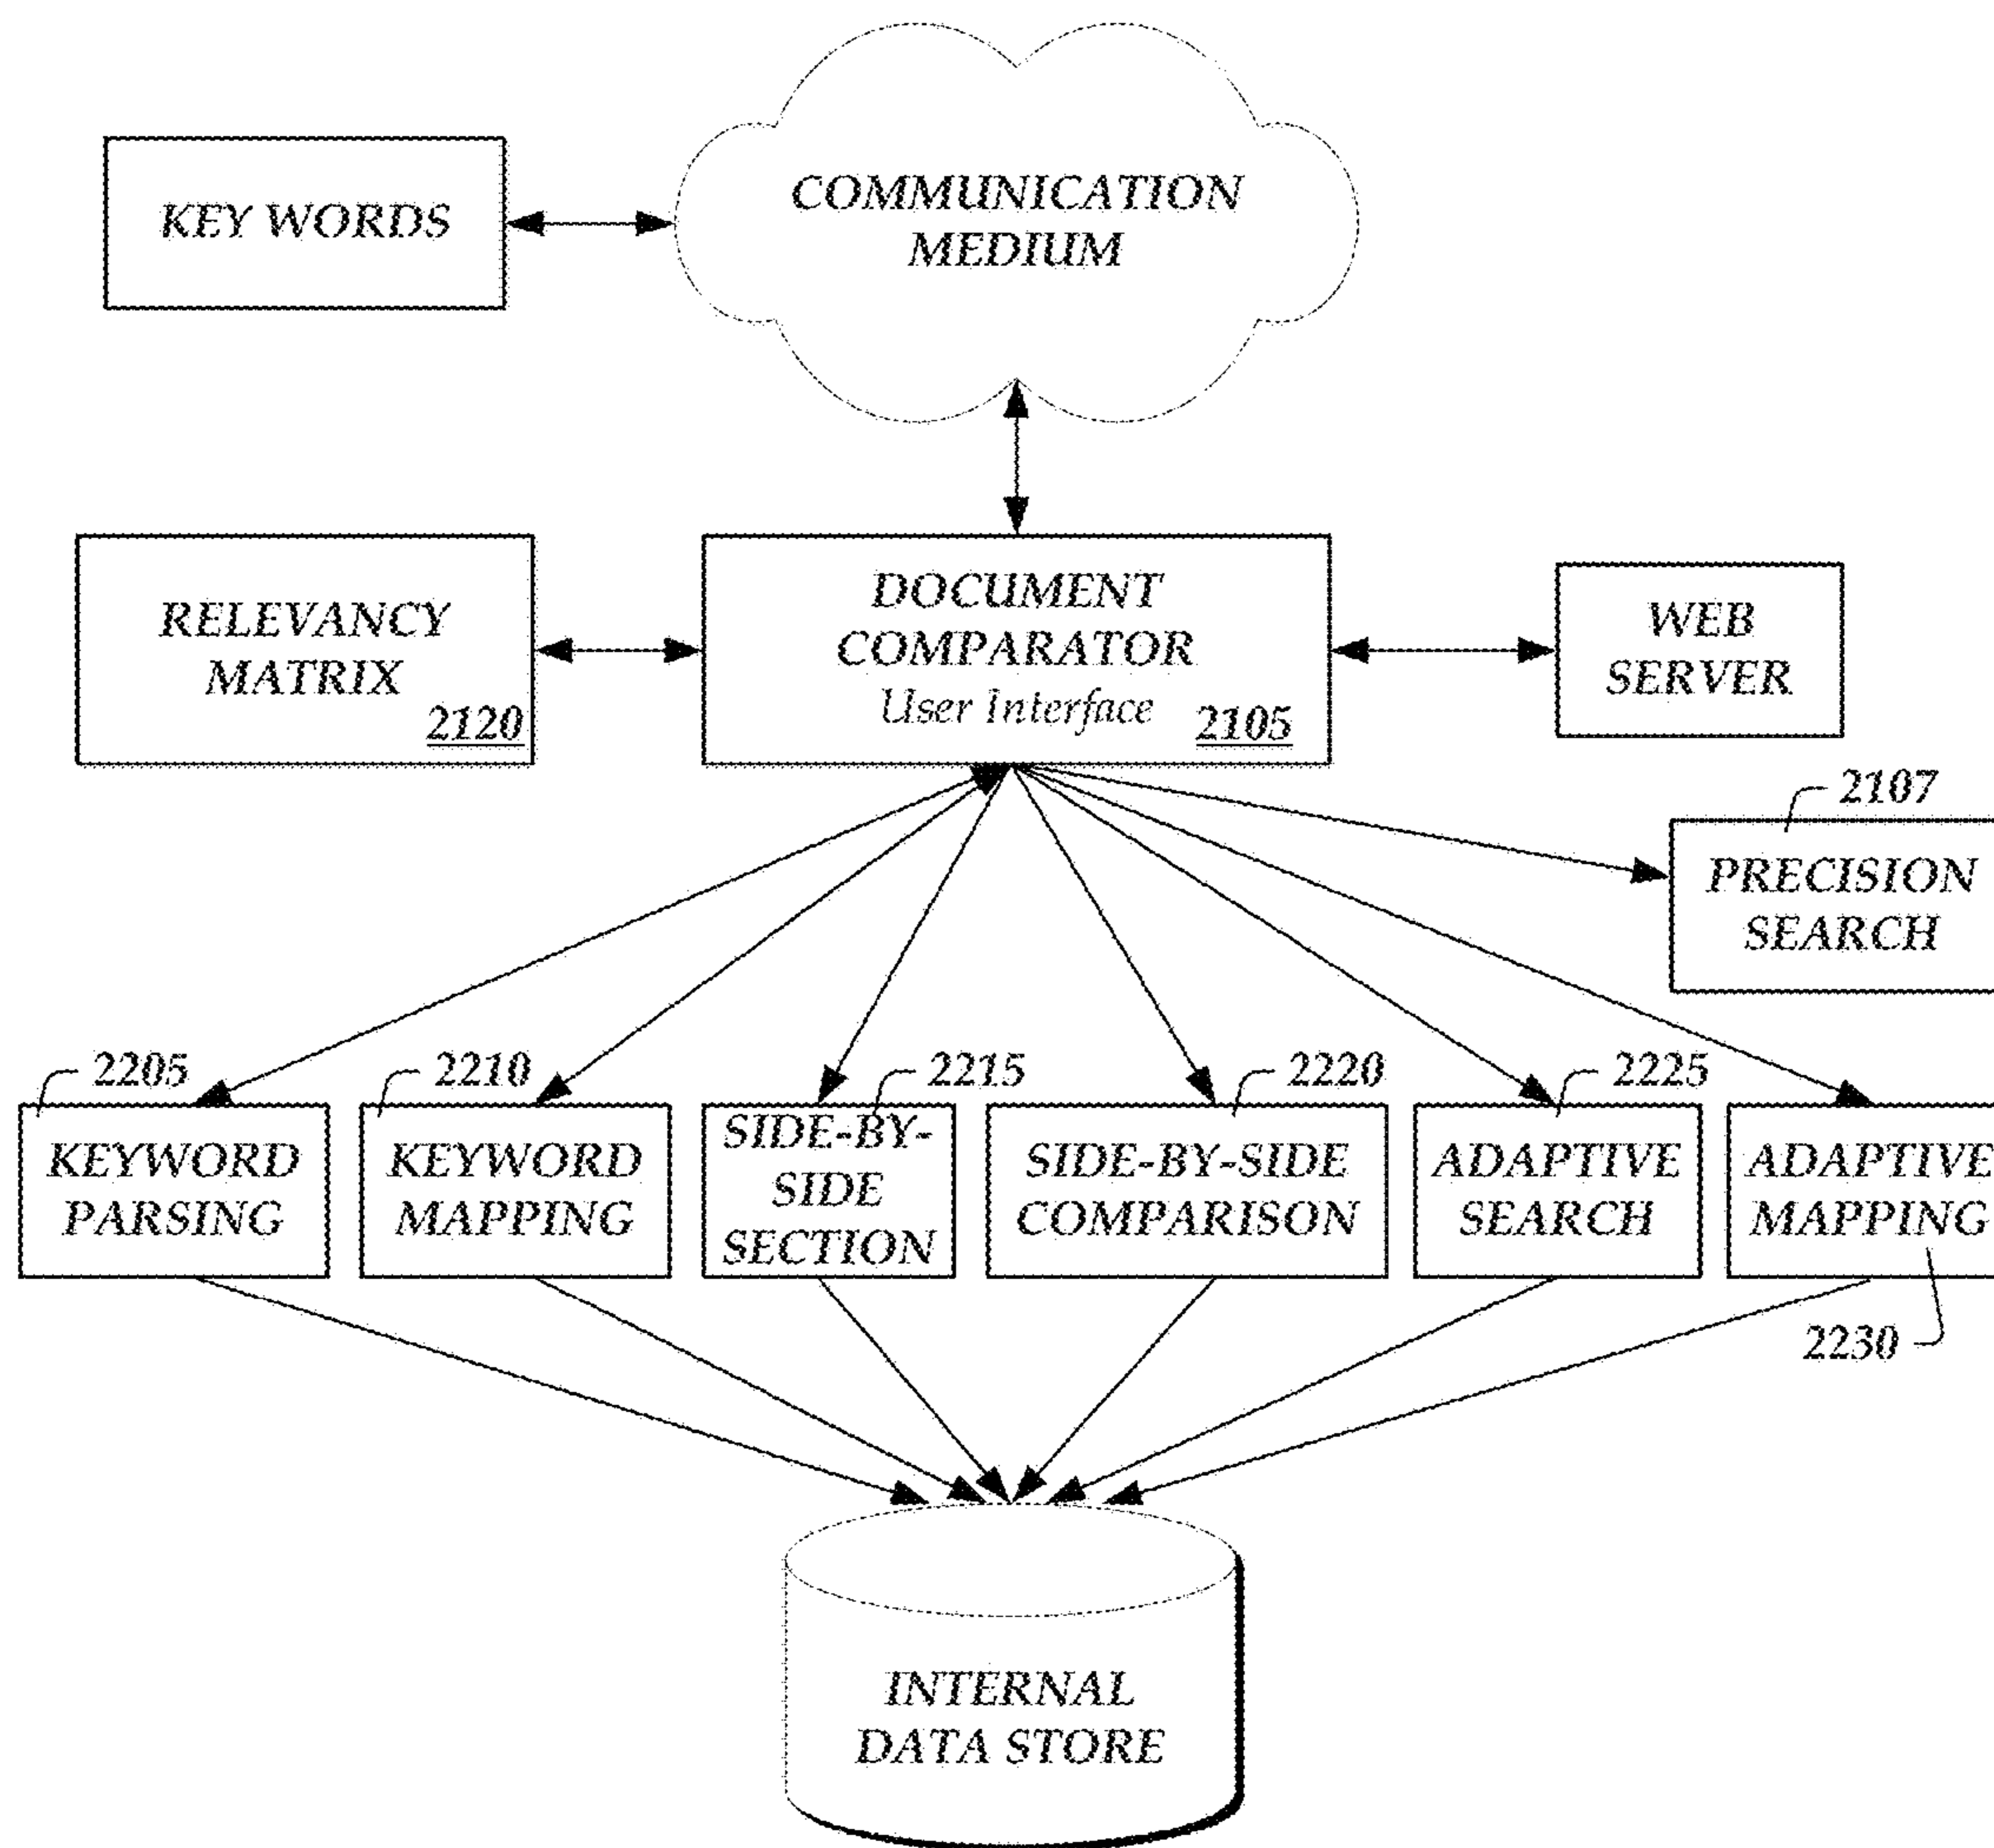 KEY WORDS
COMMUNICATION
MEDIUM
RELEVANCY
MATRIX
2120
DOCUMENT
COMPARATOR
User Interface
2105
WEB
SERVER
2107
PRECISION
SEARCH
2205
KEYWORD
PARSING
2210
KEYWORD
MAPPING
2215
SIDE-BY-
SIDE
SECTION
2220
SIDE-BY-SIDE
COMPARISON
2225
ADAPTIVE
SEARCH
ADAPTIVE
MAPPING
2230
INTERNAL
DATA STORE